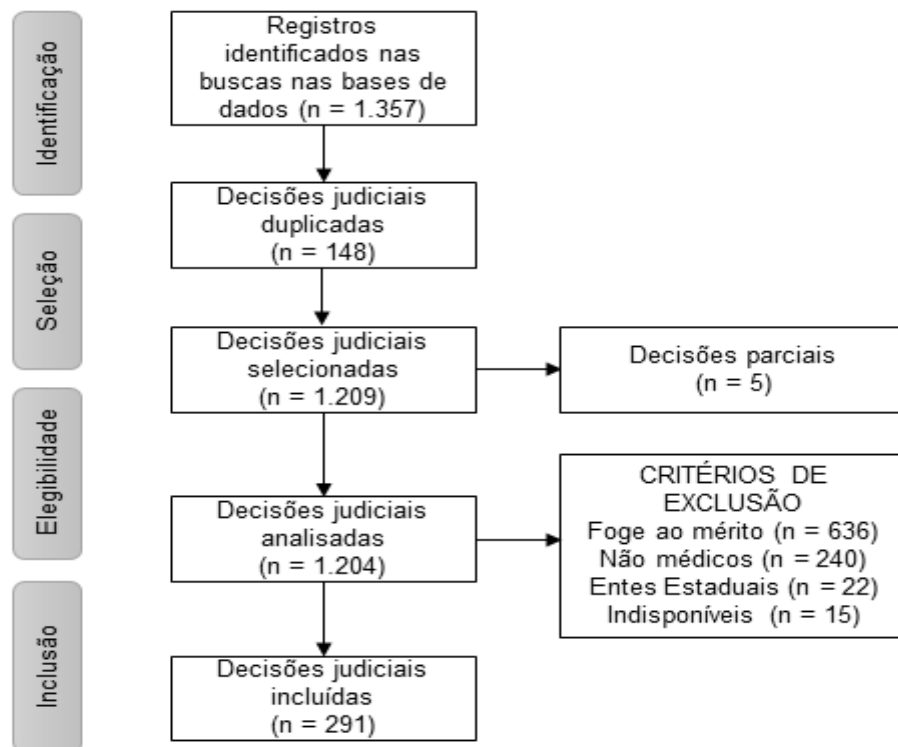 Identificação
Registros
identificados nas
buscas nas bases de
dados (n = 1.357)
Decisões judiciais
duplicadas
(n = 148)
Seleção
Decisões judiciais
selecionadas
(n = 1.209)
Decisões parciais
(n = 5)
Elegibilidade
Decisões judiciais
analisadas
(n = 1.204)
CRITÉRIOS DE
EXCLUSÃO
Foge ao mérito (n = 636)
Não médicos (n = 240)
Entes Estaduais (n = 22)
Indisponíveis (n = 15)
Inclusão
Decisões judiciais
incluídas
(n = 291)